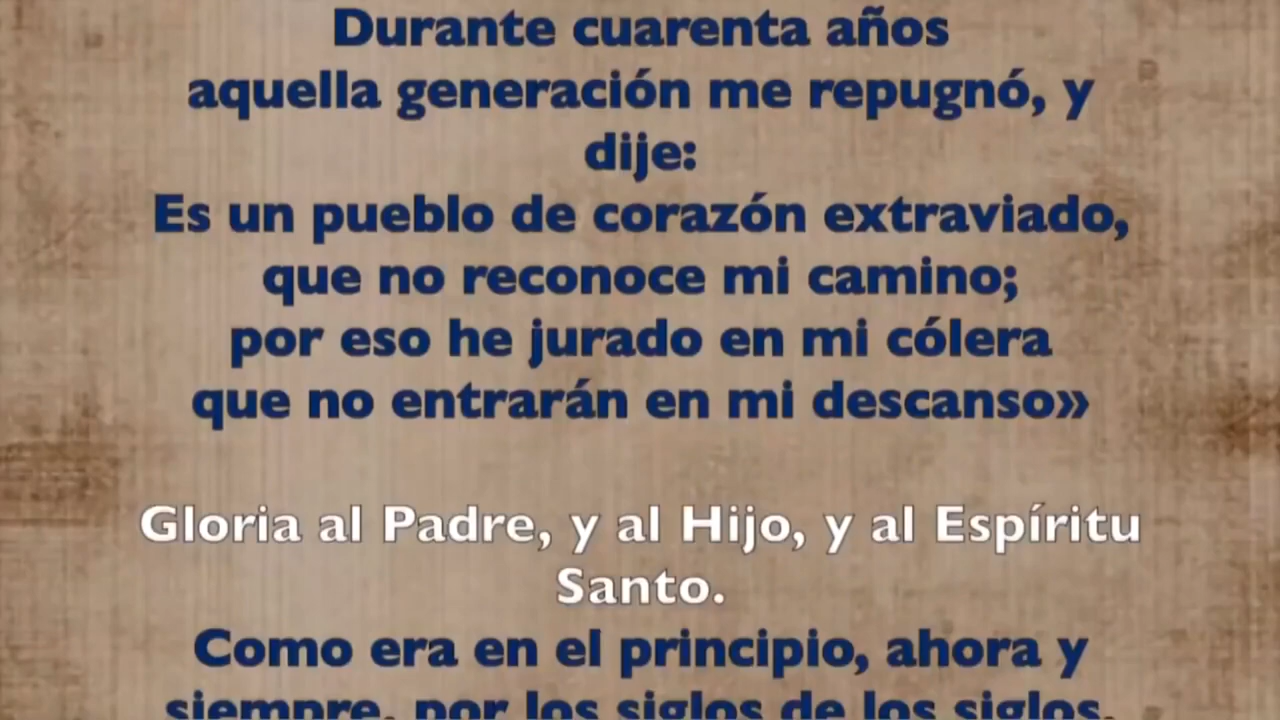 Durante cuarenta años
aquella generación me repugnó, y
dije:
Es un pueblo de corazón extraviado,
que no reconoce mi camino;
por eso he jurado en mi cólera
que no entrarán en mi descanso»
Gloria al Padre, y al Hijo, y al Espíritu
Santo.
Como era en el principio, ahora y
siempre, por los siglos de los siglos.